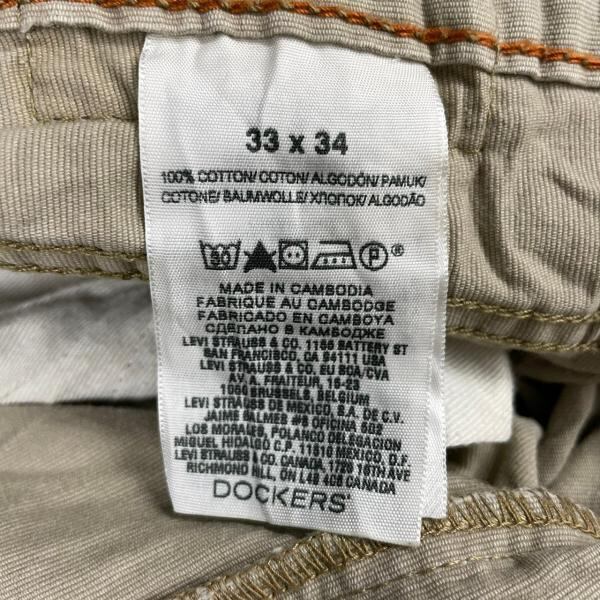 33 x 34
100% COTTON/ COTON/ ALGODÓN/ PAMUK/
COTONE/ BAUMWOLLE/ ХЛОПОК/ ALGODÃO
30 P ®
MADE IN CAMBODIA
FABRIQUE AU CAMBODGE
FABRICADO EN CAMBOYA
СДЕЛАНО В КАМБОДЖЕ
LEVI STRAUSS & CO. 1155 BATTERY ST
SAN FRANCISCO, CA 94111 USA
LEVI STRAUSS & CO. EU BCA/CVA
AV. A. FRAITEUR, 15-23
1050 BRUSSELS, BELGIUM
LEVI STRAUSS DE MEXICO, S.A. DE C.V.
JAIME BALMES #8 OFICINA 602
LOS MORALES, POLANCO DELEGACION
MIGUEL HIDALGO C.P. 11510 MEXICO, D.F.
LEVI STRAUSS & CO. CANADA, 1725 16TH AVE
RICHMOND HILL, ON L4B 4C6 CANADA
DOCKERS®